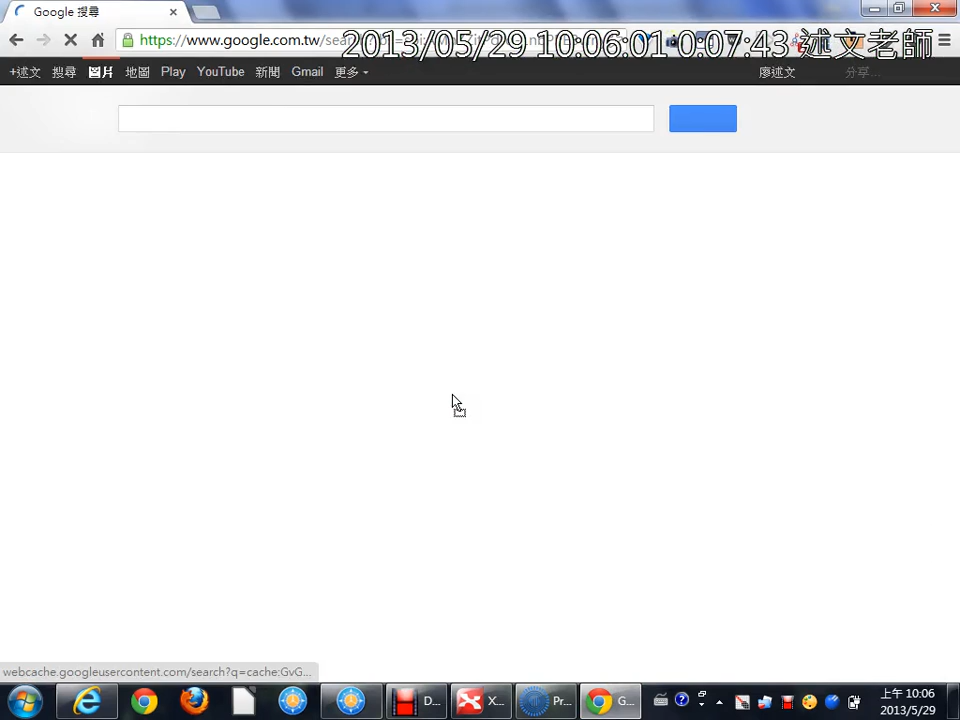 Google 搜尋
https://www.google.com.tw/sea
2013/05/29 10:06:01 0:07:43 述文老師
+述文 搜尋 圖片 地圖 Play YouTube 新聞 Gmail 更多 廖述文 分享...
webcache.googleusercontent.com/search?q=cache:GvG...
D... X... Pr... G... 上午 10:06
2013/5/29